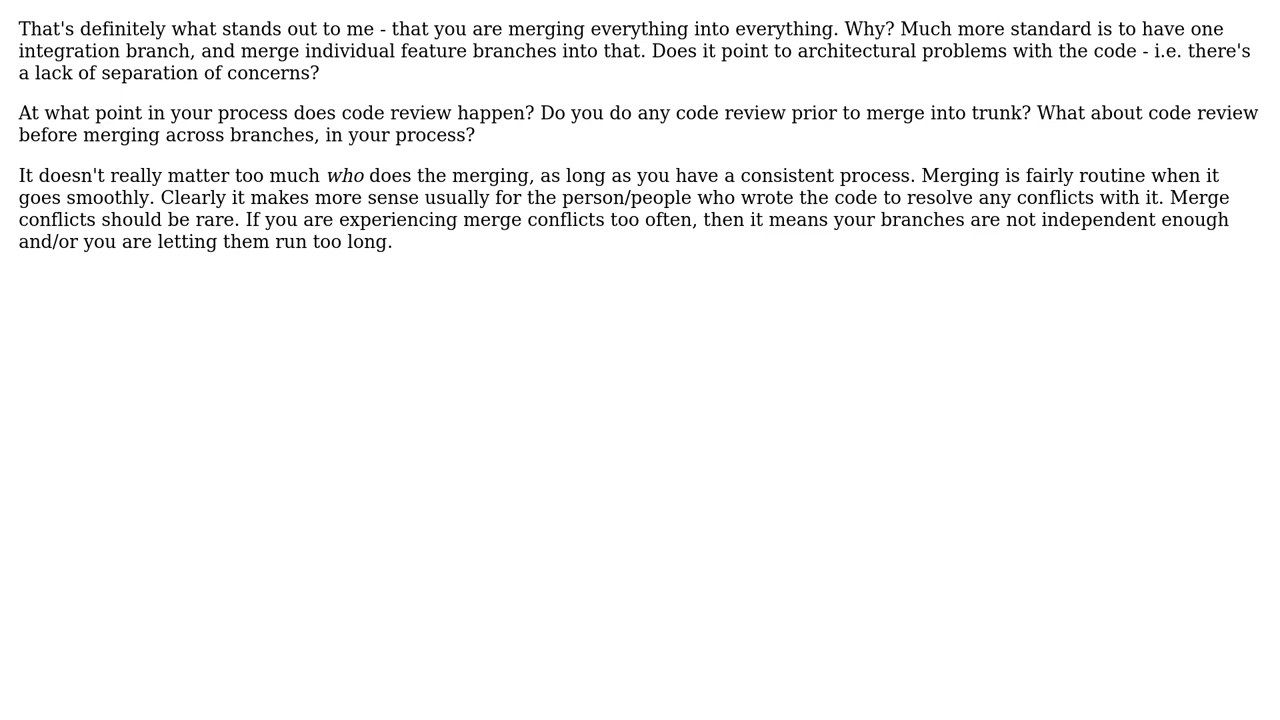 That's definitely what stands out to me - that you are merging everything into everything. Why? Much more standard is to have one
integration branch, and merge individual feature branches into that. Does it point to architectural problems with the code - i.e. there's
a lack of separation of concerns?
At what point in your process does code review happen? Do you do any code review prior to merge into trunk? What about code review
before merging across branches, in your process?
It doesn't really matter too much who does the merging, as long as you have a consistent process. Merging is fairly routine when it
goes smoothly. Clearly it makes more sense usually for the person/people who wrote the code to resolve any conflicts with it. Merge
conflicts should be rare. If you are experiencing merge conflicts too often, then it means your branches are not independent enough
and/or you are letting them run too long.